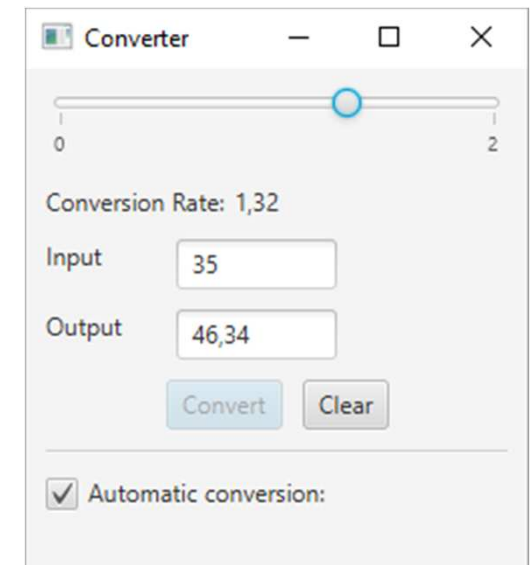 Converter
0 2
Conversion Rate: 1,32
Input 35
Output 46,34
Convert Clear
Automatic conversion: